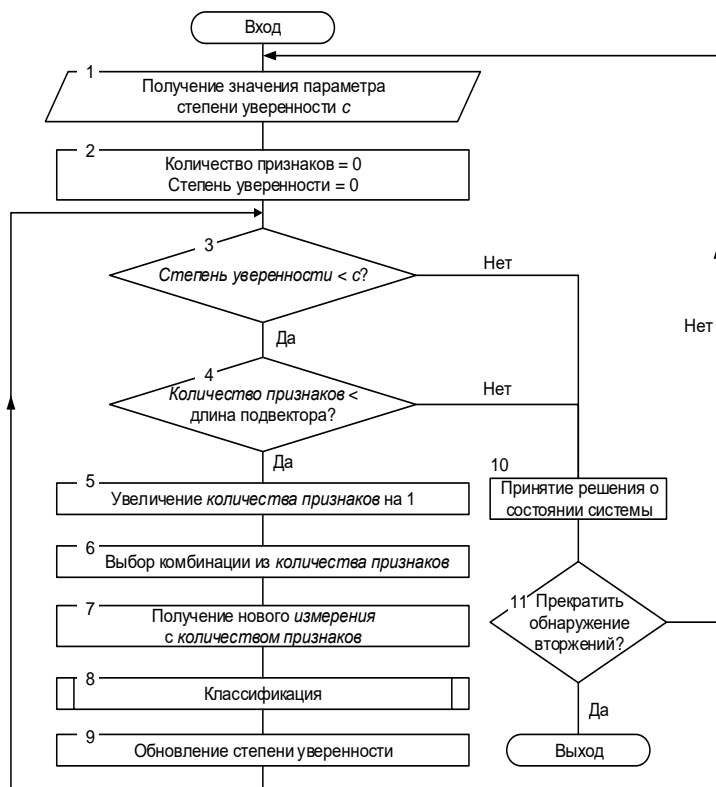 Вход
1
Получение значения параметра
степени уверенности с
2
Количество признаков = 0
Степень уверенности = 0
3
Степень уверенности < с?
Нет
Да
4
Количество признаков <
длина подвектора?
Нет
Да
5
Увеличение количества признаков на 1
6
Выбор комбинации из количества признаков
7
Получение нового измерения
с количеством признаков
8
Классификация
9
Обновление степени уверенности
10
Принятие решения о
состоянии системы
11
Прекратить
обнаружение
вторжений?
Нет
Да
Выход